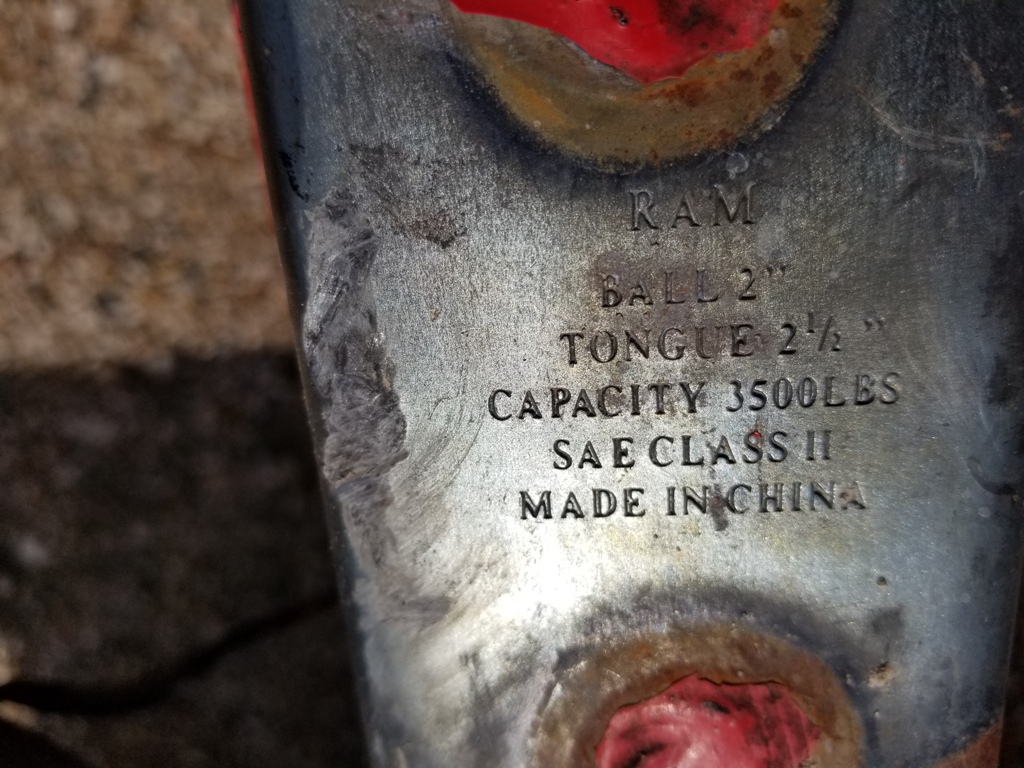 RAM
BALL 2"
TONGUE 2½"
CAPACITY 3500LBS
SAE CLASS II
MADE IN CHINA